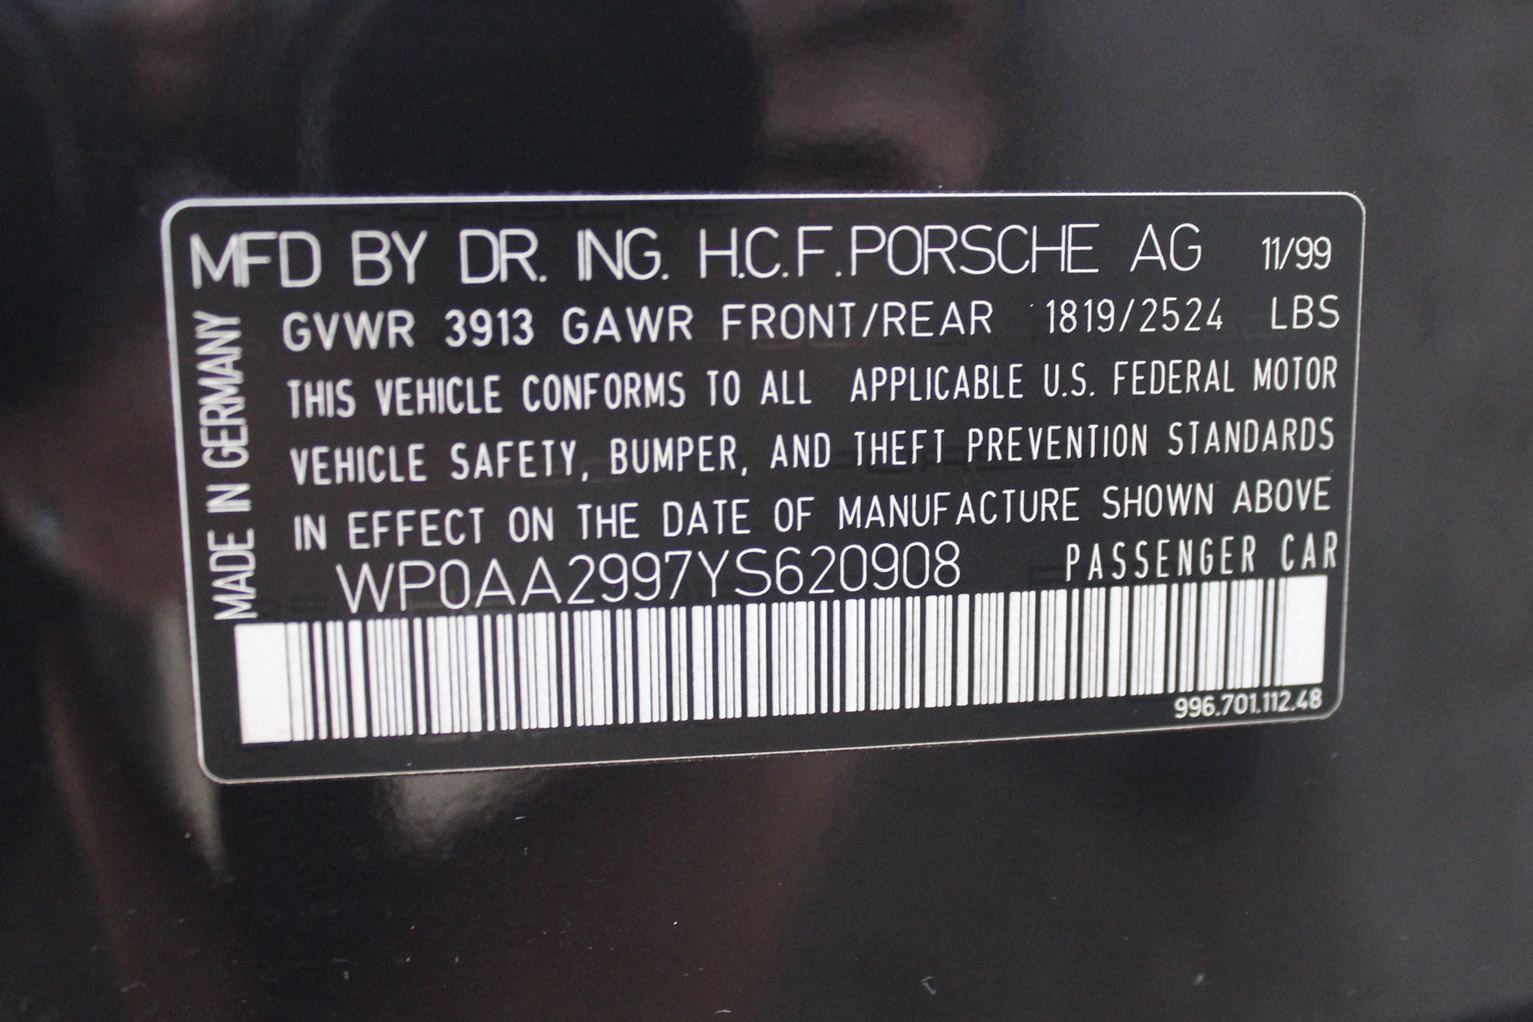 MFD BY DR. ING. H.C.F. PORSCHE AG 11/99
GVWR 3913 GAWR FRONT/REAR 1819/2524 LBS
THIS VEHICLE CONFORMS TO ALL APPLICABLE U.S. FEDERAL MOTOR
VEHICLE SAFETY, BUMPER, AND THEFT PREVENTION STANDARDS
IN EFFECT ON THE DATE OF MANUFACTURE SHOWN ABOVE
WP0AA2997YS620908 PASSENGER CAR
996.701.112.48
MADE IN GERMANY